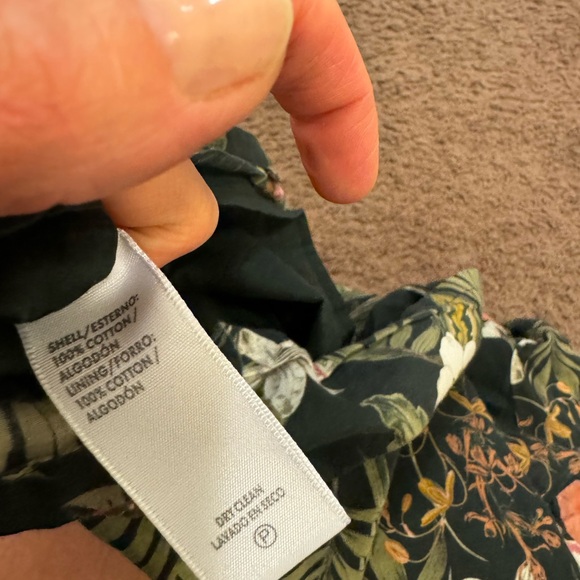 SHELL/ESTERNO:
100% COTTON/
ALGODÓN
LINING/FORRO:
100% COTTON/
ALGODÓN
DRY CLEAN
LAVADO EN SECO
P